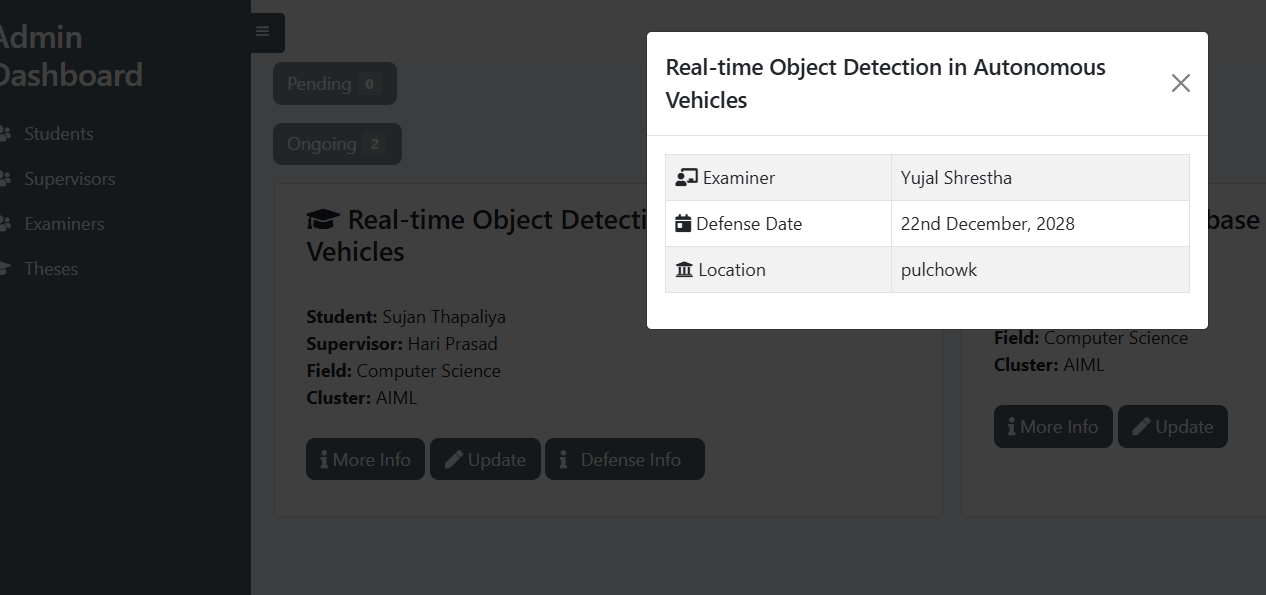 Admin
Dashboard
Students
Supervisors
Examiners
Theses
Pending 0
Ongoing 2
Real-time Object Detecti
Vehicles
Student: Sujan Thapaliya
Supervisor: Hari Prasad
Field: Computer Science
Cluster: AIML
More Info Update Defense Info
base
Field: Computer Science
Cluster: AIML
More Info Update
Real-time Object Detection in Autonomous
Vehicles
Examiner Yujal Shrestha
Defense Date 22nd December, 2028
Location pulchowk